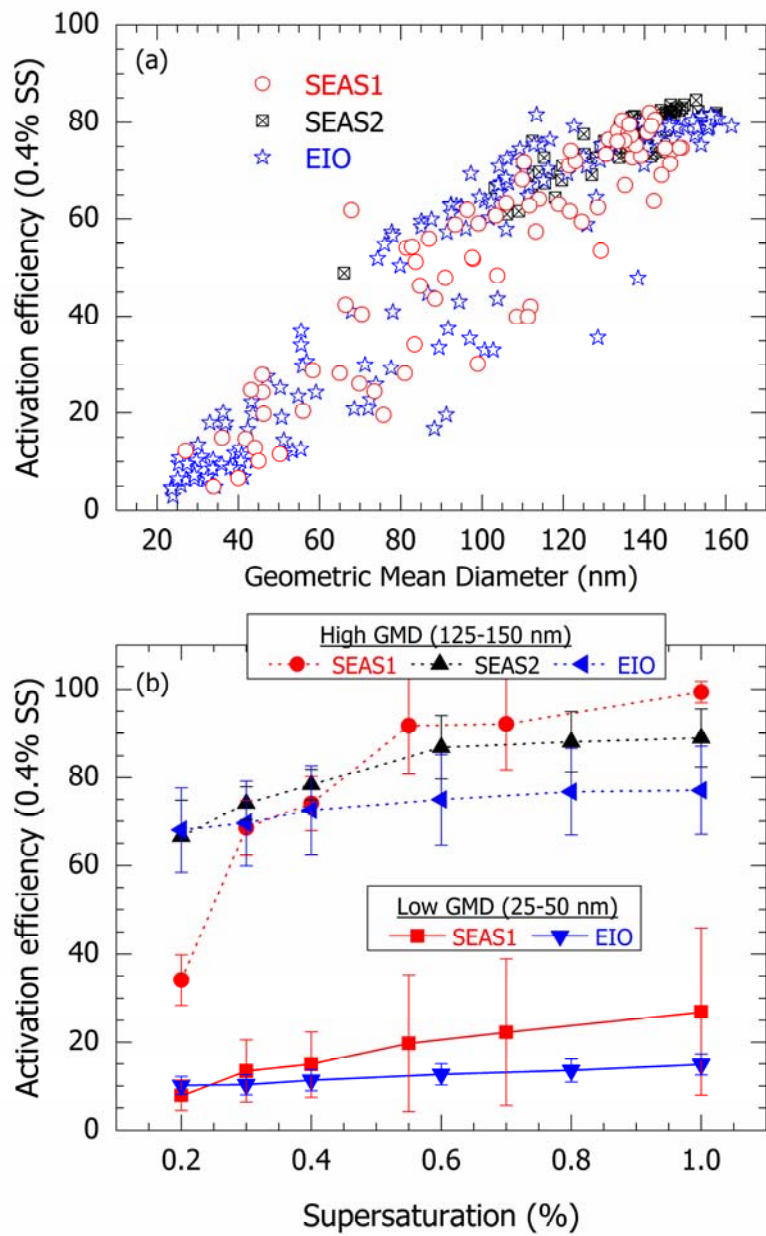 (a)
SEAS1
SEAS2
EIO
100
80
60
40
20
0
Activation efficiency (0.4% SS)
20 40 60 80 100 120 140 160
Geometric Mean Diameter (nm)
(b)
High GMD (125-150 nm)
SEAS1 SEAS2 EIO
Low GMD (25-50 nm)
SEAS1 EIO
100
80
60
40
20
0
Activation efficiency (0.4% SS)
0.2 0.4 0.6 0.8 1.0
Supersaturation (%)